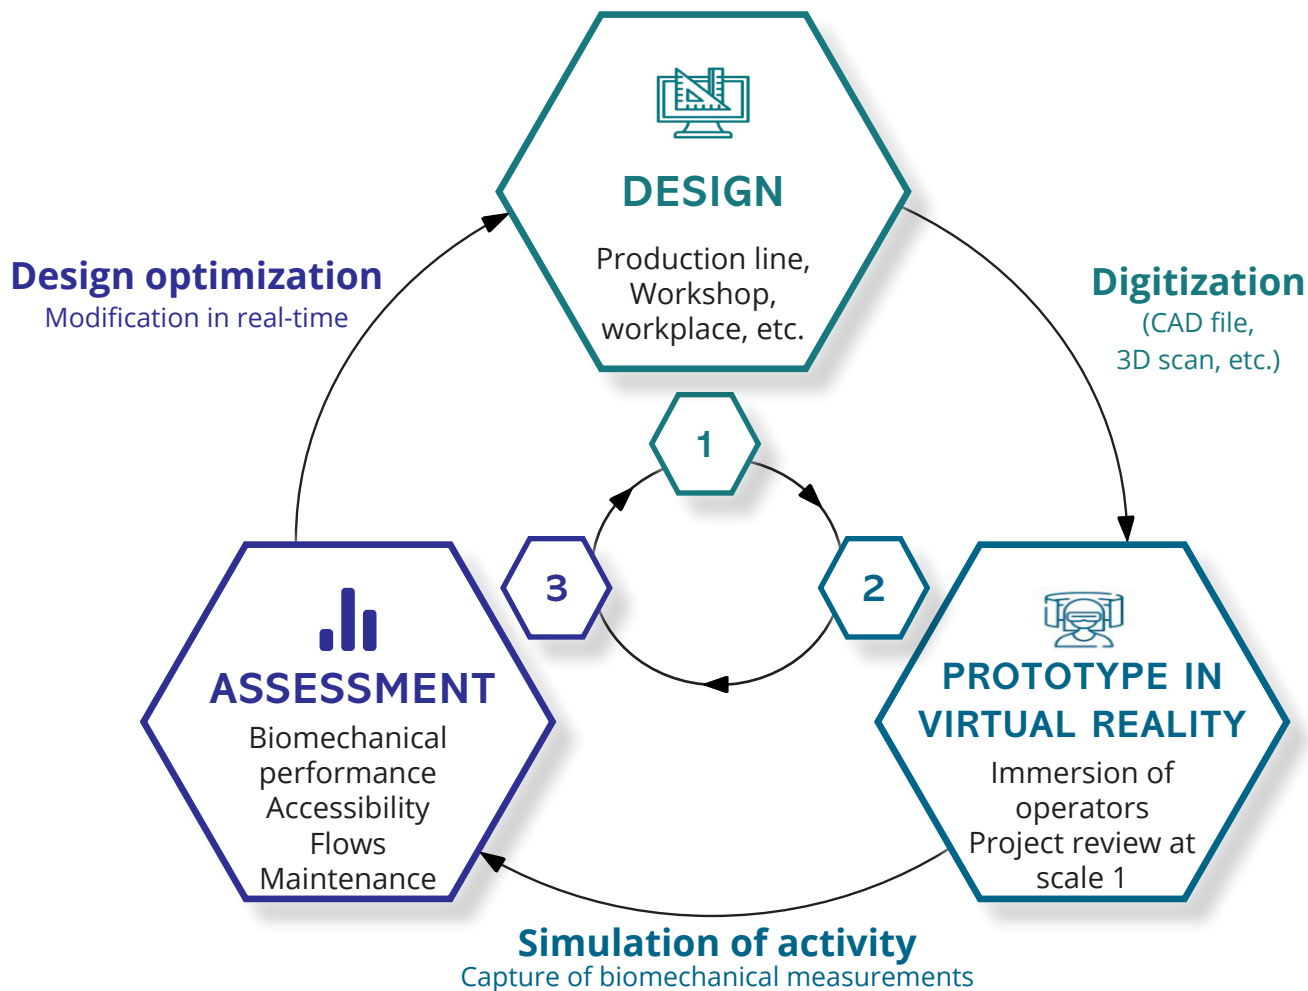 DESIGN
Production line,
Workshop,
workplace, etc.
Design optimization
Modification in real-time
Digitization
(CAD file,
3D scan, etc.)
1
2
3
ASSESSMENT
Biomechanical
performance
Accessibility
Flows
Maintenance
PROTOTYPE IN
VIRTUAL REALITY
Immersion of
operators
Project review at
scale 1
Simulation of activity
Capture of biomechanical measurements